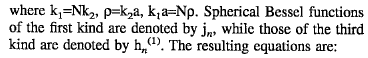 where k₁=Nk₂, ρ=k₂a, k₁a=Nρ. Spherical Bessel functions
of the first kind are denoted by jₙ, while those of the third
kind are denoted by hₙ⁽¹⁾. The resulting equations are: